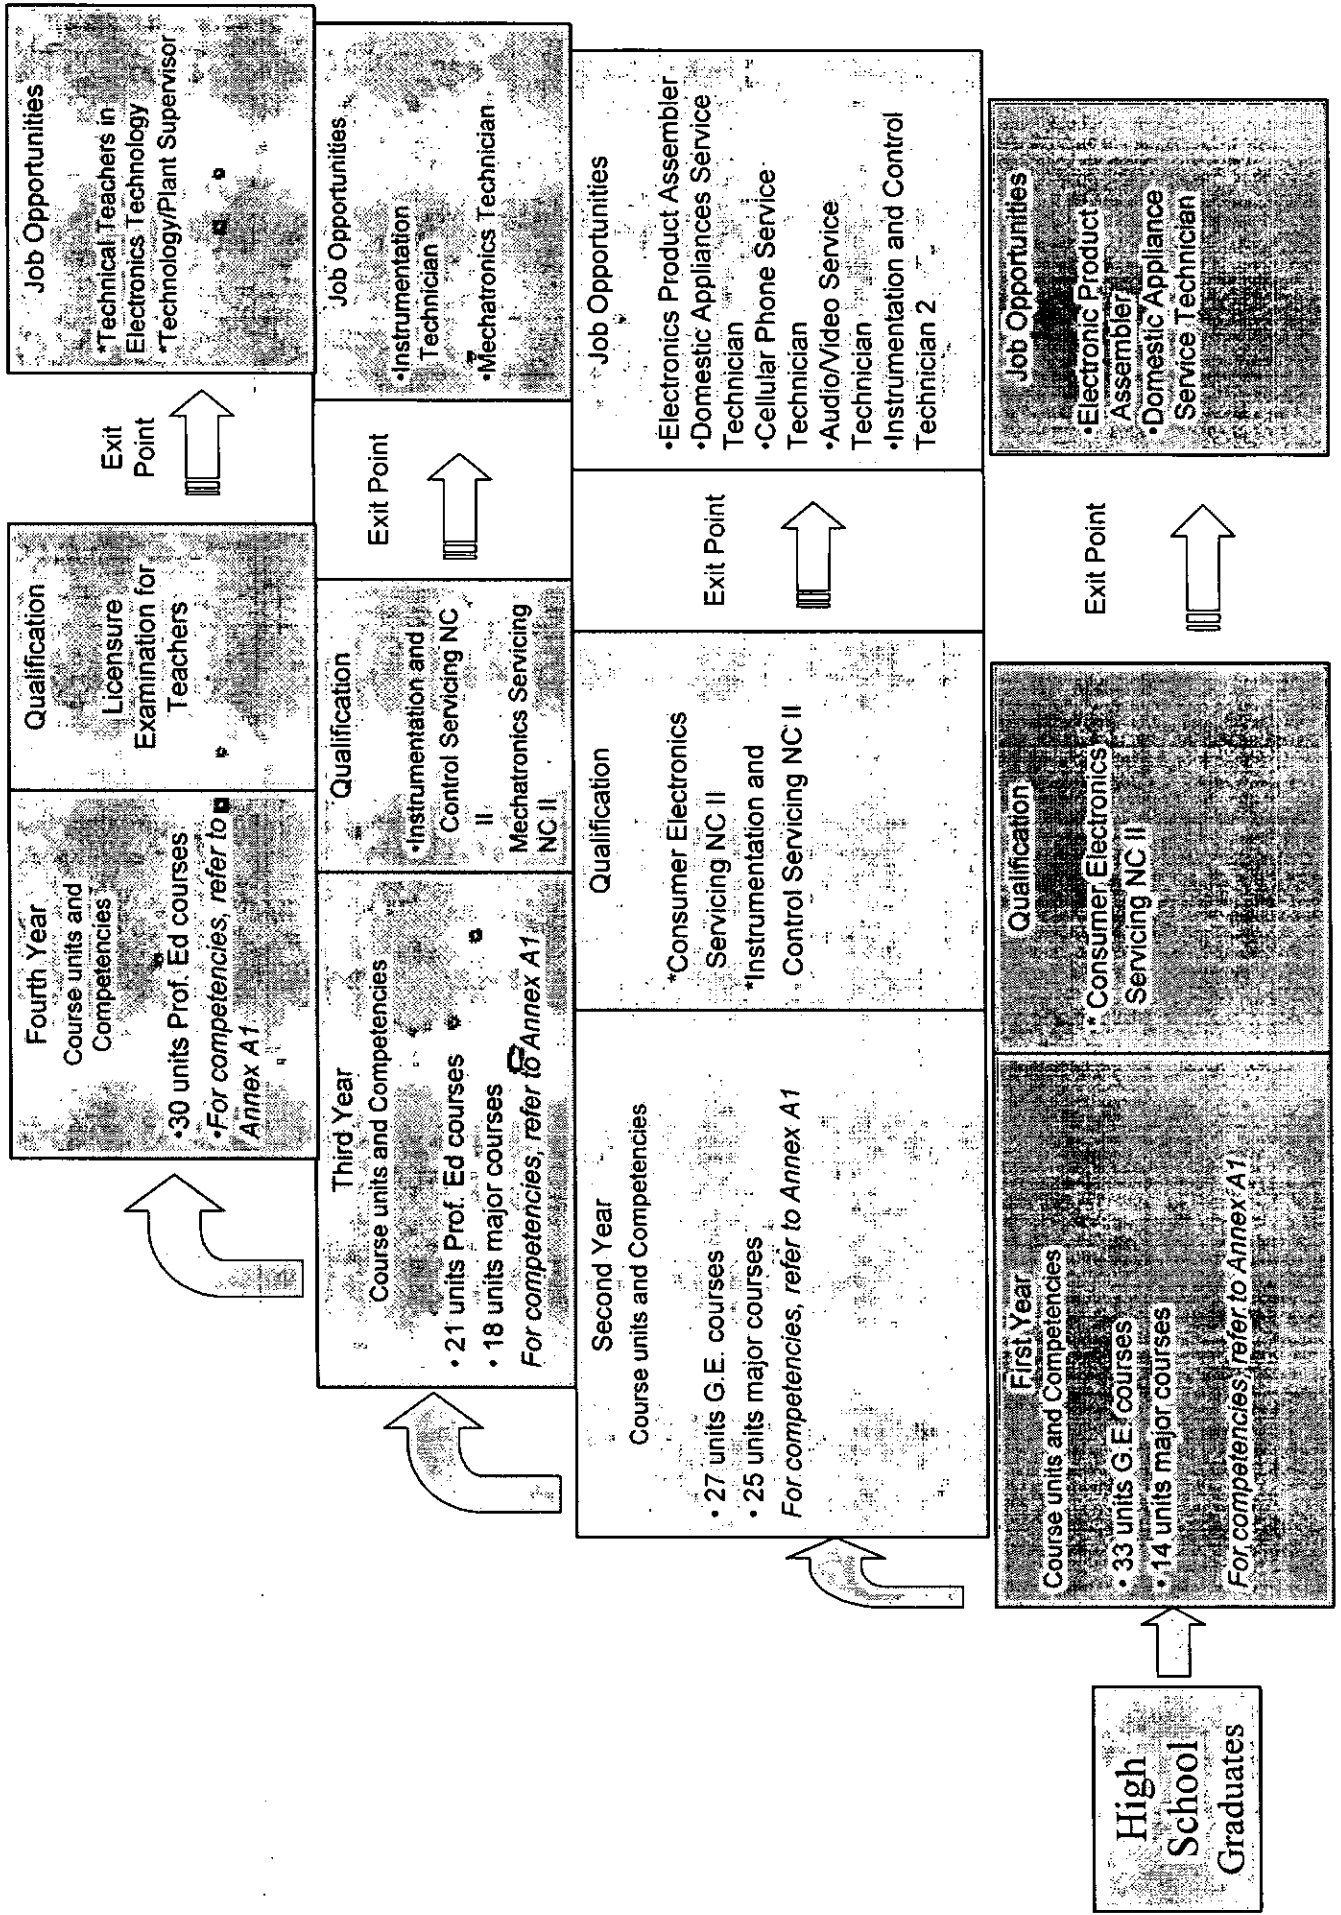 Fourth Year
Course units and
Competencies
•30 units Prof. Ed courses
•For competencies, refer to
Annex A1.
Qualification
Licensure
Examination for
Teachers
Exit
Point
Job Opportunities
*Technical Teachers in
Electronics Technology
*Technology/Plant Supervisor
Third Year
Course units and Competencies
• 21 units Prof. Ed courses
• 18 units major courses
For competencies, refer to Annex A1.
Qualification
•Instrumentation and
Control Servicing NC
II
Mechatronics Servicing
NC II
Exit Point
Job Opportunities
•Instrumentation
Technician
•Mechatronics Technician
Second Year
Course units and Competencies
• 27 units G.E. courses
• 25 units major courses
For competencies, refer to Annex A1
Qualification
*Consumer Electronics
Servicing NC II
*Instrumentation and
Control Servicing NC II
Exit Point
Job Opportunities
•Electronics Product Assembler
•Domestic Appliances Service
Technician
•Cellular Phone Service
Technician
•Audio/Video Service
Technician
•Instrumentation and Control
Technician 2
High
School
Graduates
First Year
Course units and Competencies
• 33 units G.E. courses
• 14 units major courses
For competencies, refer to Annex A1
Qualification
* Consumer Electronics
Servicing NC II
Exit Point
Job Opportunities
•Electronic Product
Assembler
•Domestic Appliance
Service Technician